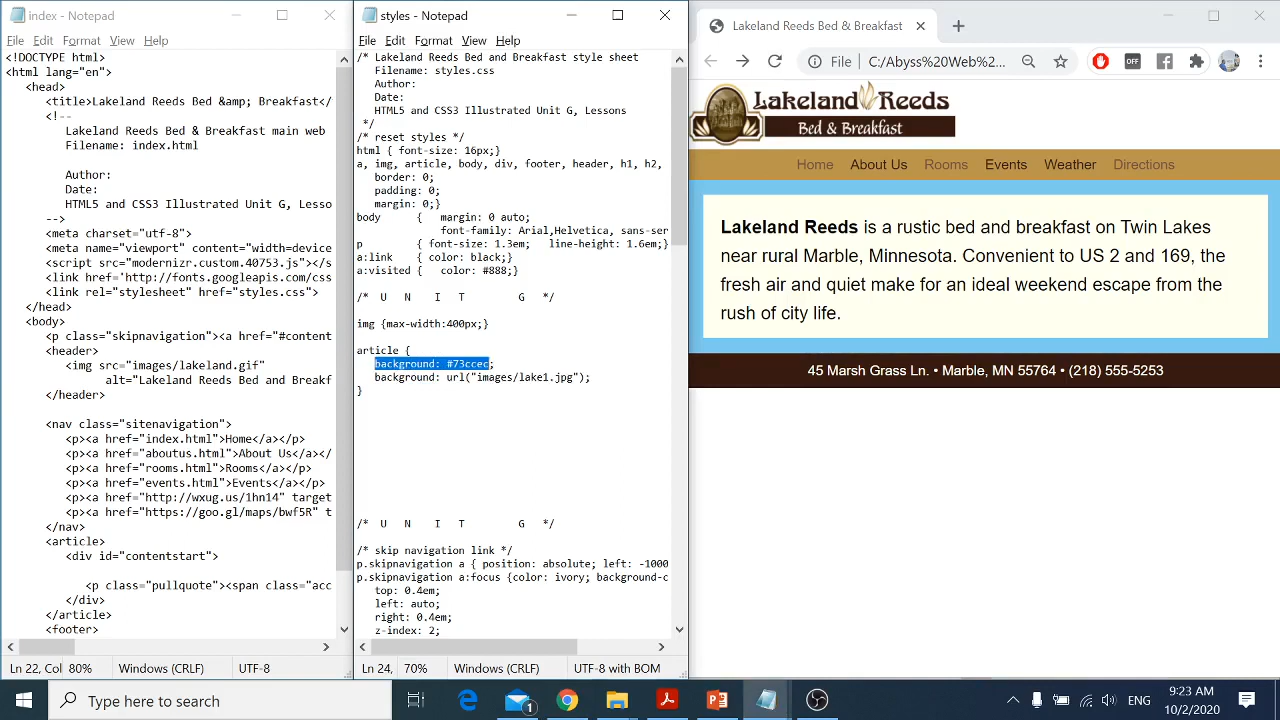 index - Notepad
File Edit Format View Help
<!DOCTYPE html>
<html lang="en">
<head>
<title>Lakeland Reeds Bed &amp; Breakfast</
<!--
Lakeland Reeds Bed & Breakfast main web
Filename: index.html
Author:
Date:
HTML5 and CSS3 Illustrated Unit G, Lesso
-->
<meta charset="utf-8">
<meta name="viewport" content="width=device
<script src="modernizr.custom.40753.js"></s
<link href='http://fonts.googleapis.com/css
<link rel="stylesheet" href="styles.css">
</head>
<body>
<p class="skipnavigation"><a href="#content
<header>
<img src="images/lakeland.gif"
alt="Lakeland Reeds Bed and Breakf
</header>
<nav class="sitenavigation">
<p><a href="index.html">Home</a></p>
<p><a href="aboutus.html">About Us</a></
<p><a href="rooms.html">Rooms</a></p>
<p><a href="events.html">Events</a></p>
<p><a href="http://wxug.us/1hn14" target
<p><a href="https://goo.gl/maps/bwf5R" t
</nav>
<article>
<div id="contentstart">
<p class="pullquote"><span class="acc
</div>
</article>
<footer>
Ln 22, Col 80% Windows (CRLF) UTF-8
styles - Notepad
File Edit Format View Help
/* Lakeland Reeds Bed and Breakfast style sheet
Filename: styles.css
Author:
Date:
HTML5 and CSS3 Illustrated Unit G, Lessons
*/
/* reset styles */
html { font-size: 16px;}
a, img, article, body, div, footer, header, h1, h2,
border: 0;
padding: 0;
margin: 0;}
body { margin: 0 auto;
font-family: Arial,Helvetica, sans-ser
p { font-size: 1.3em; line-height: 1.6em;}
a:link { color: black;}
a:visited { color: #888;}
/* U N I T G */
img {max-width:400px;}
article {
background: #73ccec;
background: url("images/lake1.jpg");
}
/* U N I T G */
/* skip navigation link */
p.skipnavigation a { position: absolute; left: -1000
p.skipnavigation a:focus {color: ivory; background-c
top: 0.4em;
left: auto;
right: 0.4em;
z-index: 2;
Ln 24, 70% Windows (CRLF) UTF-8 with BOM
Lakeland Reeds Bed & Breakfast
File C:/Abyss%20Web%2...
OFF
Lakeland Reeds
Bed & Breakfast
Home About Us Rooms Events Weather Directions
Lakeland Reeds is a rustic bed and breakfast on Twin Lakes
near rural Marble, Minnesota. Convenient to US 2 and 169, the
fresh air and quiet make for an ideal weekend escape from the
rush of city life.
45 Marsh Grass Ln. • Marble, MN 55764 • (218) 555-5253
Type here to search
1
ENG
9:23 AM
10/2/2020